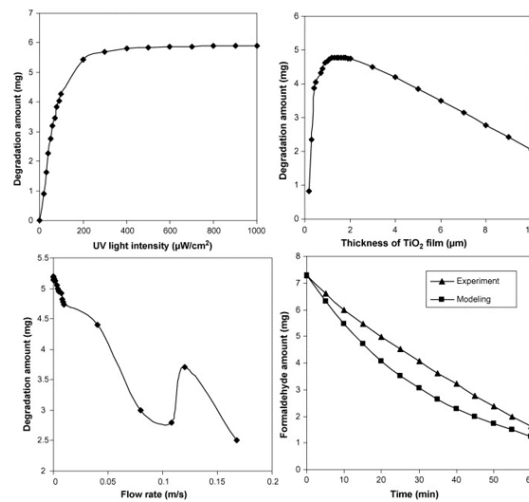 Degradation amount (mg)
7
6
5
4
3
2
1
0
0 200 400 600 800 1000
UV light intensity (μW/cm²)
Degradation amount (mg)
6
5
4
3
2
1
0
0 2 4 6 8
Thickness of TiO₂ film (μm)
Degradation amount (mg)
5.5
5
4.5
4
3.5
3
2.5
2
0 0.05 0.1 0.15 0.2
Flow rate (m/s)
Formaldehyde amount (mg)
8
7
6
5
4
3
2
1
0
Experiment
Modeling
0 10 20 30 40 50
Time (min)